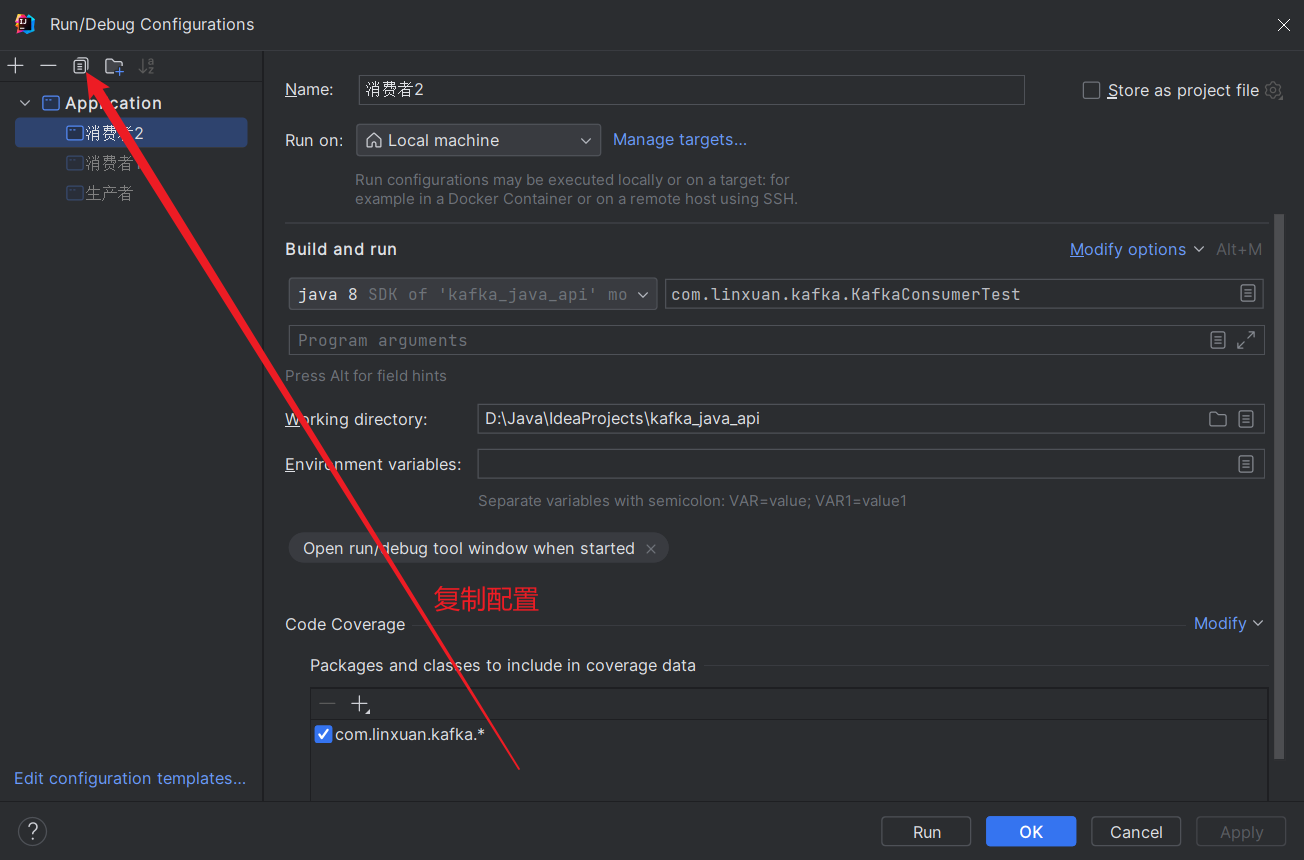 Run/Debug Configurations
Application
消费者2
消费者
生产者
Edit configuration templates...
Name:
消费者2
Store as project file
Run on:
Local machine
Manage targets...
Run configurations may be executed locally or on a target: for
example in a Docker Container or on a remote host using SSH.
Build and run
Modify options
Alt+M
java 8 SDK of 'kafka_java_api' mo
com.linxuan.kafka.KafkaConsumerTest
Program arguments
Press Alt for field hints
Working directory:
D:\Java\IdeaProjects\kafka_java_api
Environment variables:
Separate variables with semicolon: VAR=value; VAR1=value1
Open run/debug tool window when started
复制配置
Code Coverage
Modify
Packages and classes to include in coverage data
com.linxuan.kafka.*
?
Run
OK
Cancel
Apply